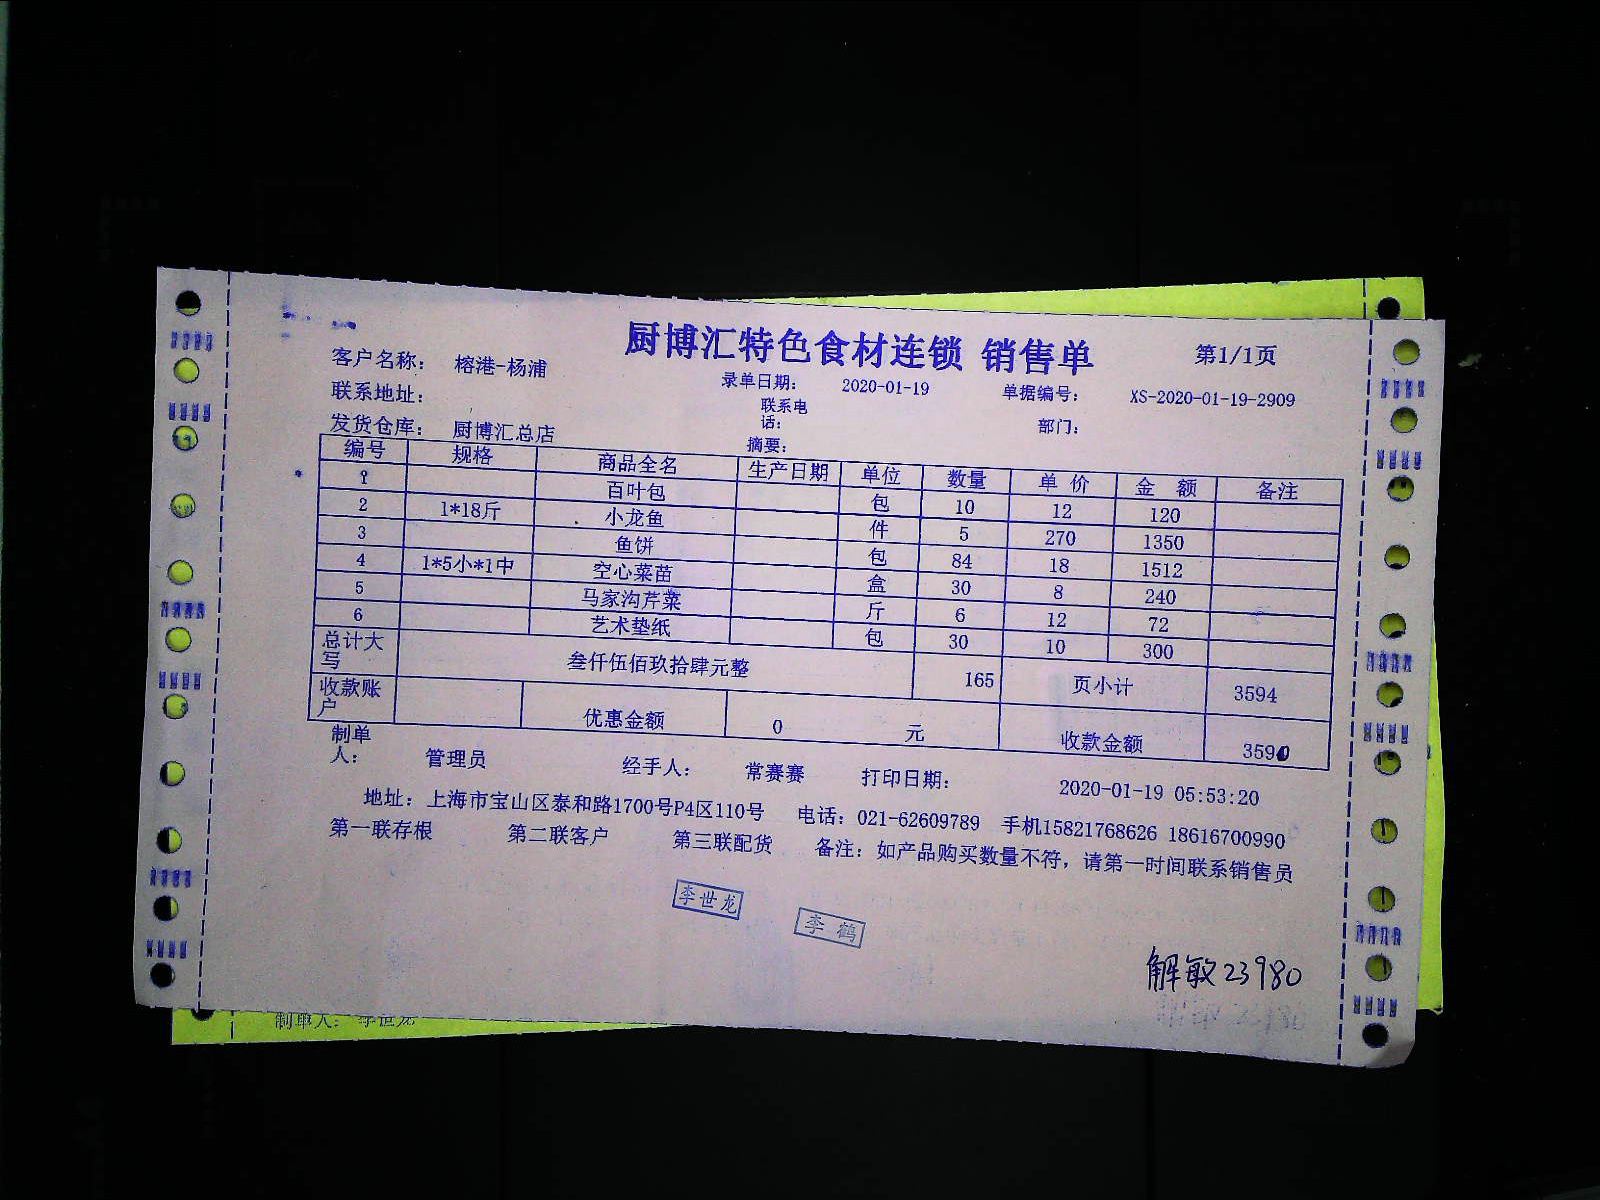 厨博汇特色食材连锁 销售单 第1/1页
客户名称： 榕港-杨浦 录单日期： 2020-01-19 单据编号： XS-2020-01-19-2909
联系地址： 联系电话： 部门：
发货仓库： 厨博汇总店 摘要：
编号 规格 商品全名 生产日期 单位 数量 单 价 金 额 备注
1 百叶包 包 10 12 120
2 1*18斤 小龙鱼 件 5 270 1350
3 鱼饼 包 84 18 1512
4 1*5小*1中 空心菜苗 盒 30 8 240
5 马家沟芹菜 斤 6 12 72
6 艺术垫纸 包 30 10 300
总计大写 叁仟伍佰玖拾肆元整 165 页小计 3594
收款账户 优惠金额 0 元 收款金额 3590
制单人： 管理员 经手人： 常赛赛 打印日期： 2020-01-19 05:53:20
地址：上海市宝山区泰和路1700号P4区110号 电话：021-62609789 手机15821768626 18616700990
第一联存根 第二联客户 第三联配货 备注：如产品购买数量不符，请第一时间联系销售员
李世龙 李鹤
解敏23980
制单人： 李世龙